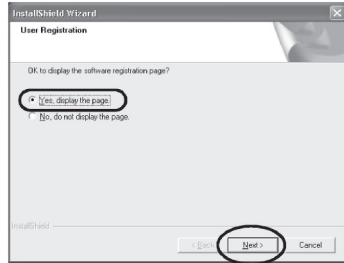 InstallShield Wizard
User Registration
OK to display the software registration page?
Yes, display the page.
No, do not display the page.
InstallShield
< Back
Next >
Cancel